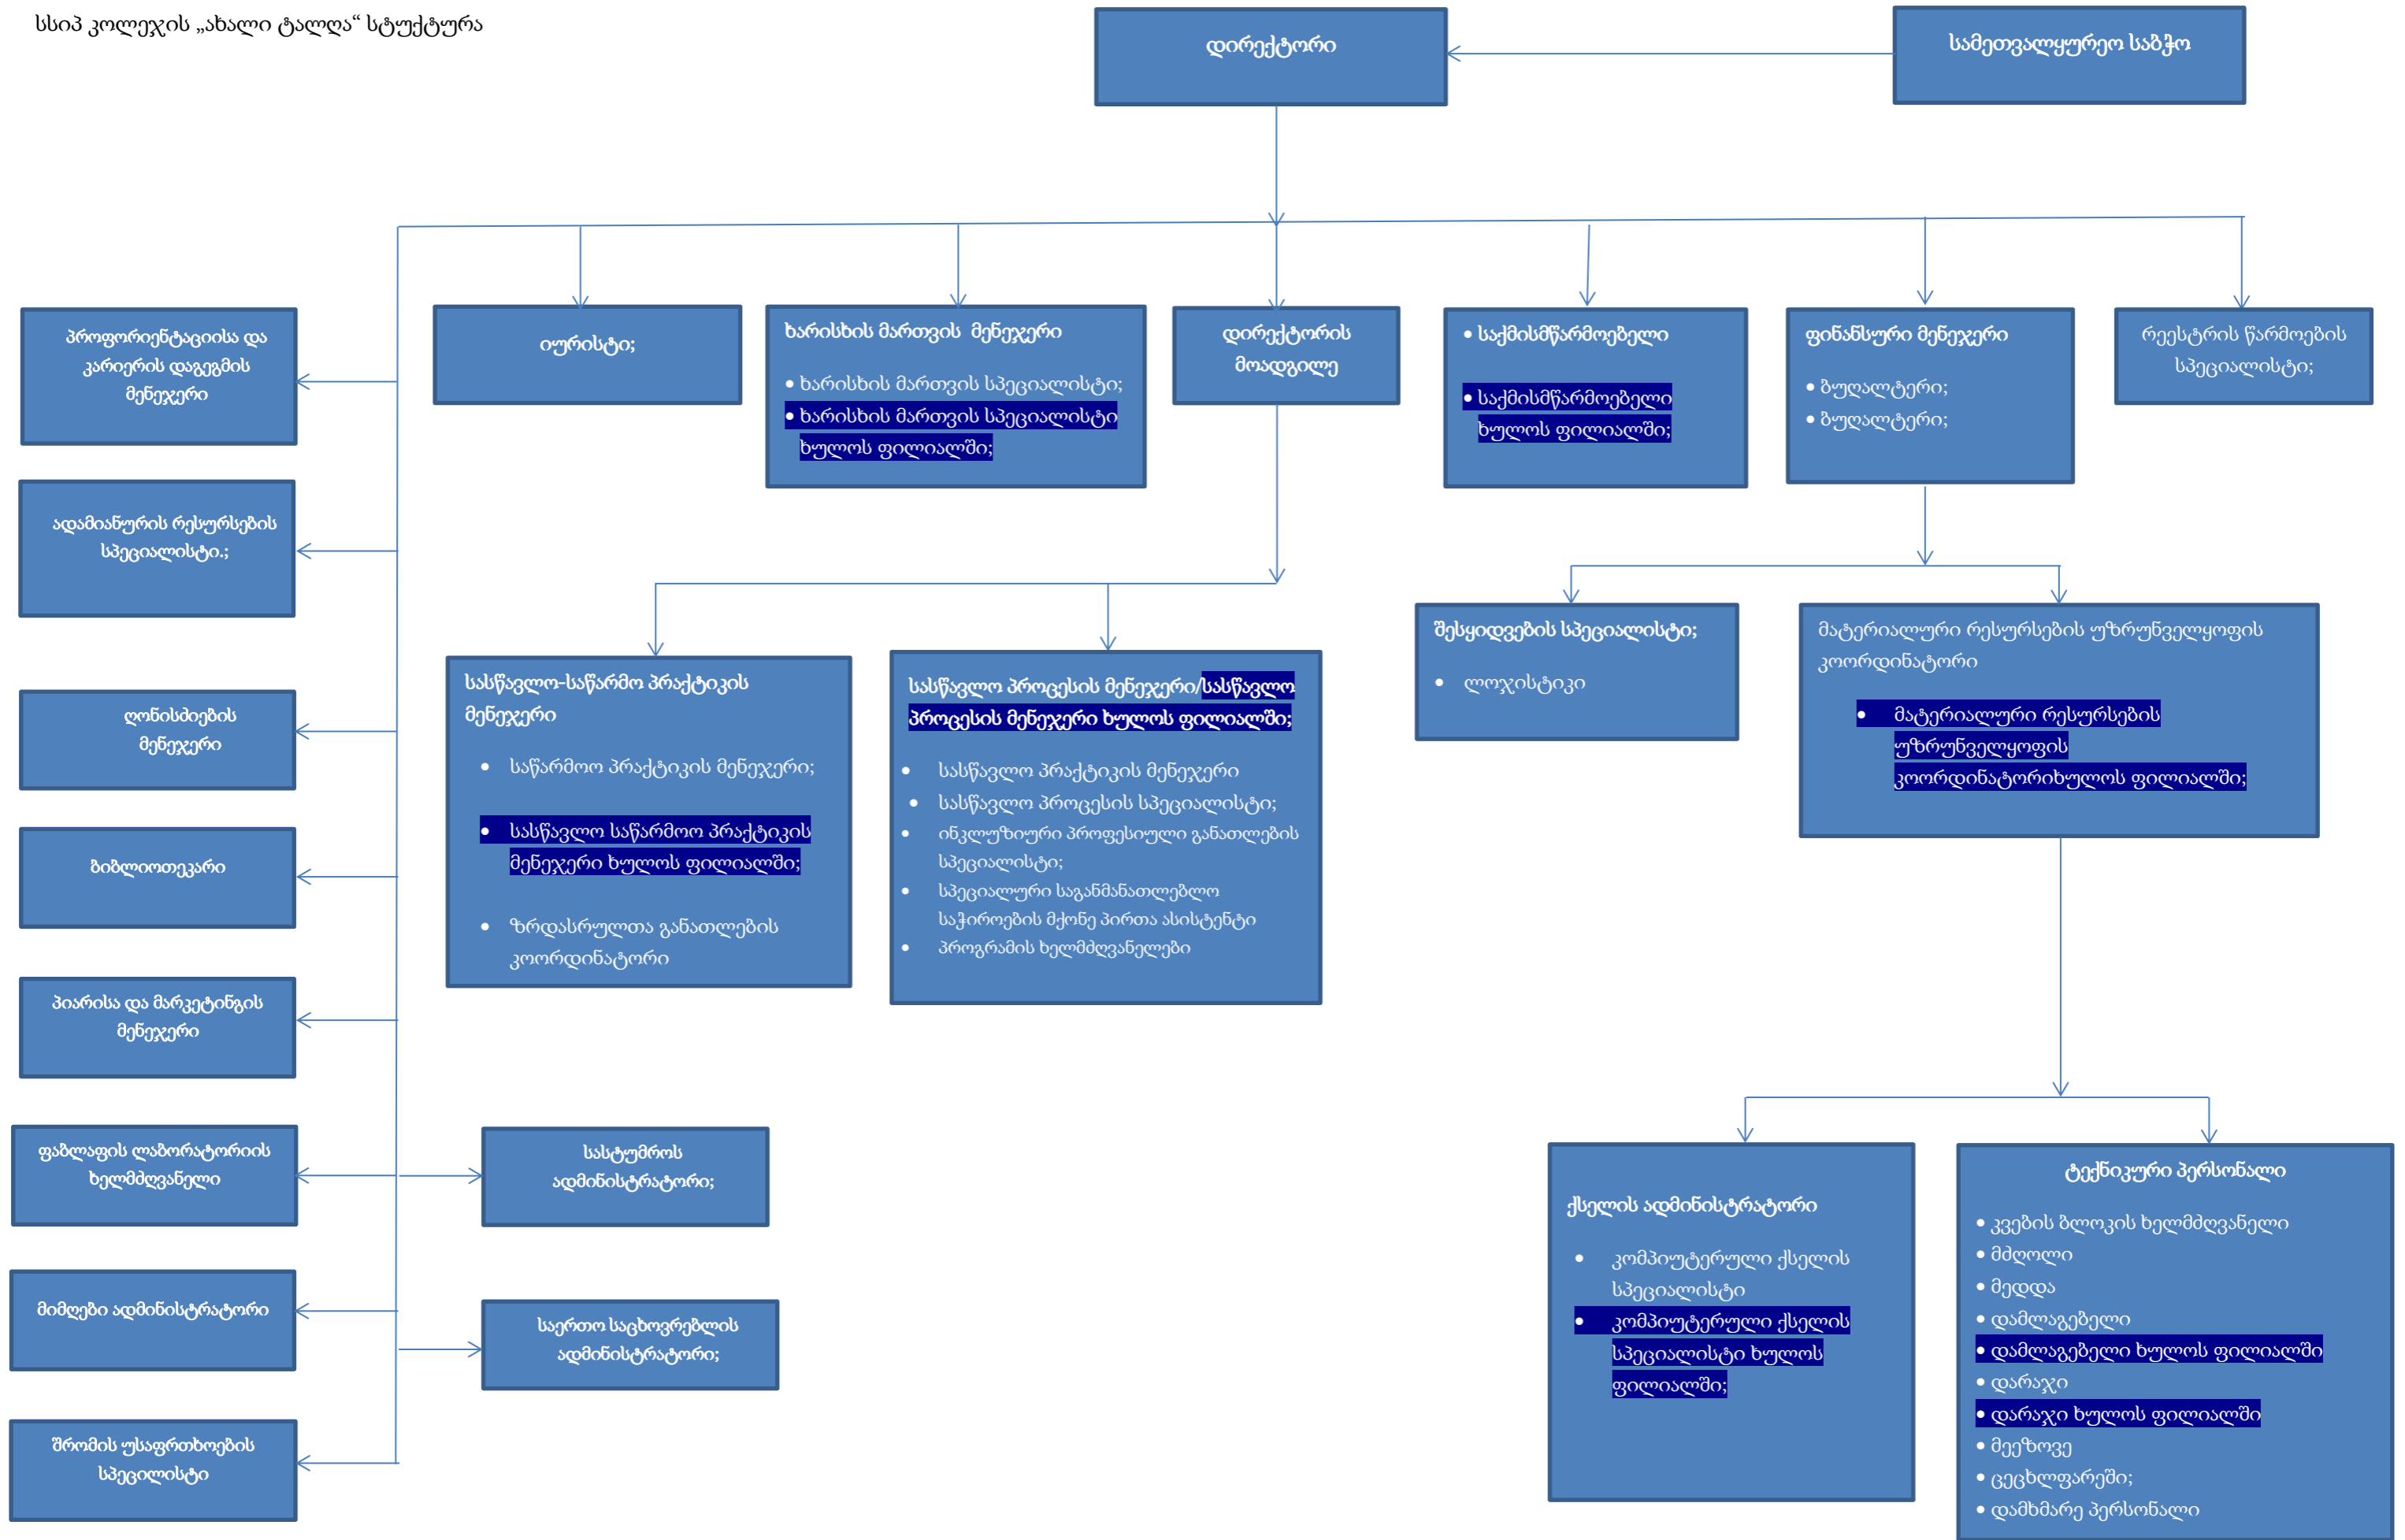 სსიპ კოლეჯის „ახალი ტალღა“ სტუქტურა
დირექტორი
სამეთვალყურეო საბჭო
პროფორიენტაციისა და
კარიერის დაგეგმის
მენეჯერი
იურისტი;
ხარისხის მართვის მენეჯერი
• ხარისხის მართვის სპეციალისტი;
• ხარისხის მართვის სპეციალისტი
ხულოს ფილიალში;
დირექტორის
მოადგილე
• საქმისმწარმოებელი
• საქმისმწარმოებელი
ხულოს ფილიალში;
ფინანსური მენეჯერი
• ბუღალტერი;
• ბუღალტერი;
რეესტრის წარმოების
სპეციალისტი;
ადამიანურის რესურსების
სპეციალისტი.;
ღონისძიების
მენეჯერი
ბიბლიოთეკარი
პიარისა და მარკეტინგის
მენეჯერი
ფაბლაფის ლაბორატორიის
ხელმძღვანელი
მიმღები ადმინისტრატორი
შრომის უსაფრთხოების
სპეცილისტი
სასწავლო-საწარმო პრაქტიკის
მენეჯერი
• საწარმოო პრაქტიკის მენეჯერი;
• სასწავლო საწარმოო პრაქტიკის
მენეჯერი ხულოს ფილიალში;
• ზრდასრულთა განათლების
კოორდინატორი
სასწავლო პროცესის მენეჯერი/სასწავლო
პროცესის მენეჯერი ხულოს ფილიალში;
• სასწავლო პრაქტიკის მენეჯერი
• სასწავლო პროცესის სპეციალისტი;
• ინკლუზიური პროფესიული განათლების
სპეციალისტი;
• სპეციალური საგანმანათლებლო
საჭიროების მქონე პირთა ასისტენტი
• პროგრამის ხელმძღვანელები
შესყიდვების სპეციალისტი;
• ლოჯისტიკი
მატერიალური რესურსების უზრუნველყოფის
კოორდინატორი
• მატერიალური რესურსების
უზრუნველყოფის
კოორდინატორიხულოს ფილიალში;
სასტუმროს
ადმინისტრატორი;
საერთო საცხოვრებლის
ადმინისტრატორი;
ქსელის ადმინისტრატორი
• კომპიუტერული ქსელის
სპეციალისტი
• კომპიუტერული ქსელის
სპეციალისტი ხულოს
ფილიალში;
ტექნიკური პერსონალი
• კვების ბლოკის ხელმძღვანელი
• მძღოლი
• მედდა
• დამლაგებელი
• დამლაგებელი ხულოს ფილიალში
• დარაჯი
• დარაჯი ხულოს ფილიალში
• მეეზოვე
• ცეცხლფარეში;
• დამხმარე პერსონალი